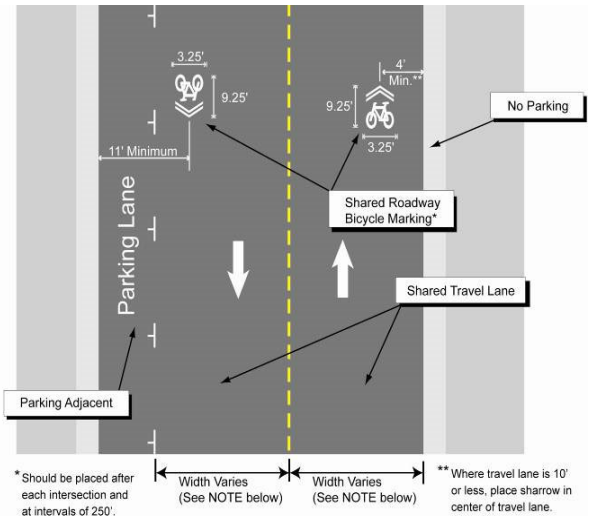 3.25'
9.25'
4'
Min.**
9.25'
3.25'
No Parking
11' Minimum
Shared Roadway
Bicycle Marking*
Parking Lane
Shared Travel Lane
Parking Adjacent
Width Varies
(See NOTE below)
Width Varies
(See NOTE below)
* Should be placed after
each intersection and
at intervals of 250'.
** Where travel lane is 10'
or less, place sharrow in
center of travel lane.